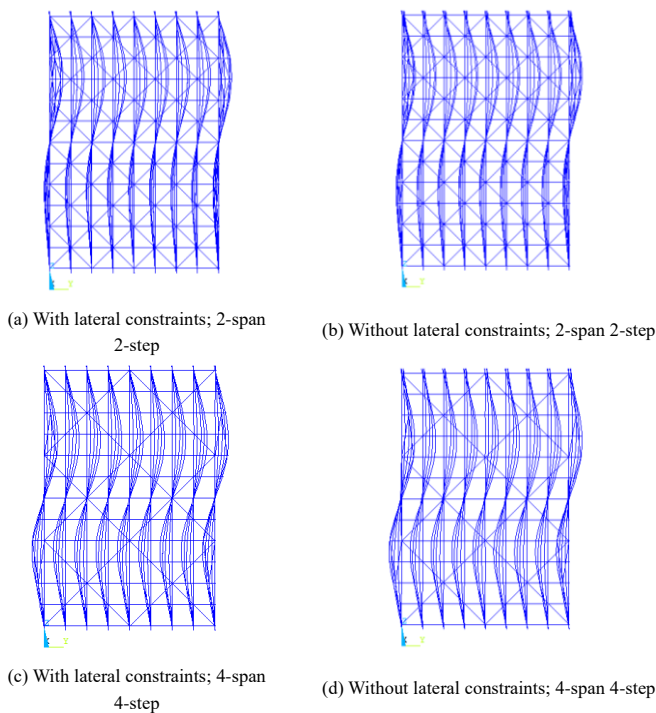 (a) With lateral constraints; 2-span
2-step
(b) Without lateral constraints; 2-span 2-step
(c) With lateral constraints; 4-span
4-step
(d) Without lateral constraints; 4-span 4-step